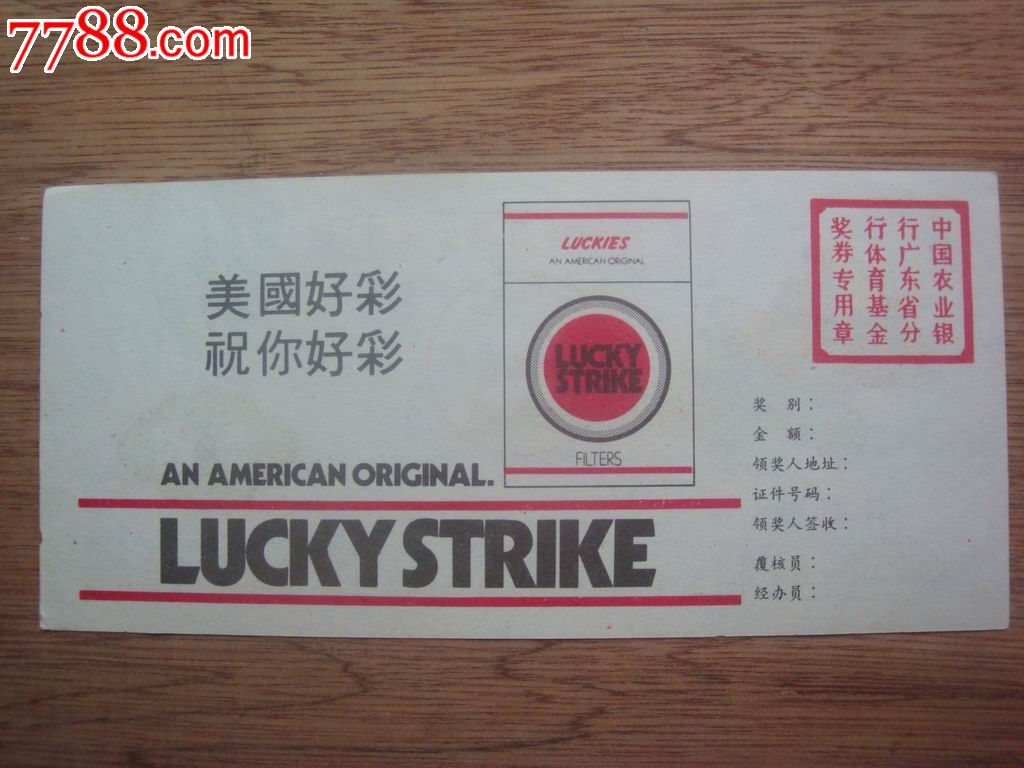 7788.com
美國好彩
祝你好彩
AN AMERICAN ORIGINAL.
LUCKY STRIKE
LUCKIES
AN AMERICAN ORIGINAL
LUCKY
STRIKE
FILTERS
中国农业银
行广东省分
行体育基金
奖券专用章
奖别：
金额：
领奖人地址：
证件号码：
领奖人签收：
覆核员：
经办员：